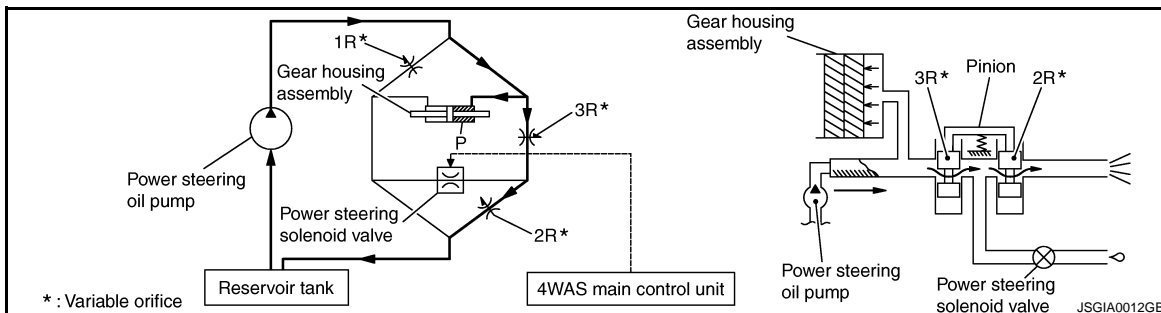 1R*
Gear housing
assembly
3R*
P
Power steering
oil pump
Power steering
solenoid valve
2R*
Reservoir tank
4WAS main control unit
* : Variable orifice
Gear housing
assembly
Pinion
3R*
2R*
Power steering
oil pump
Power steering
solenoid valve
JSGIA0012GB